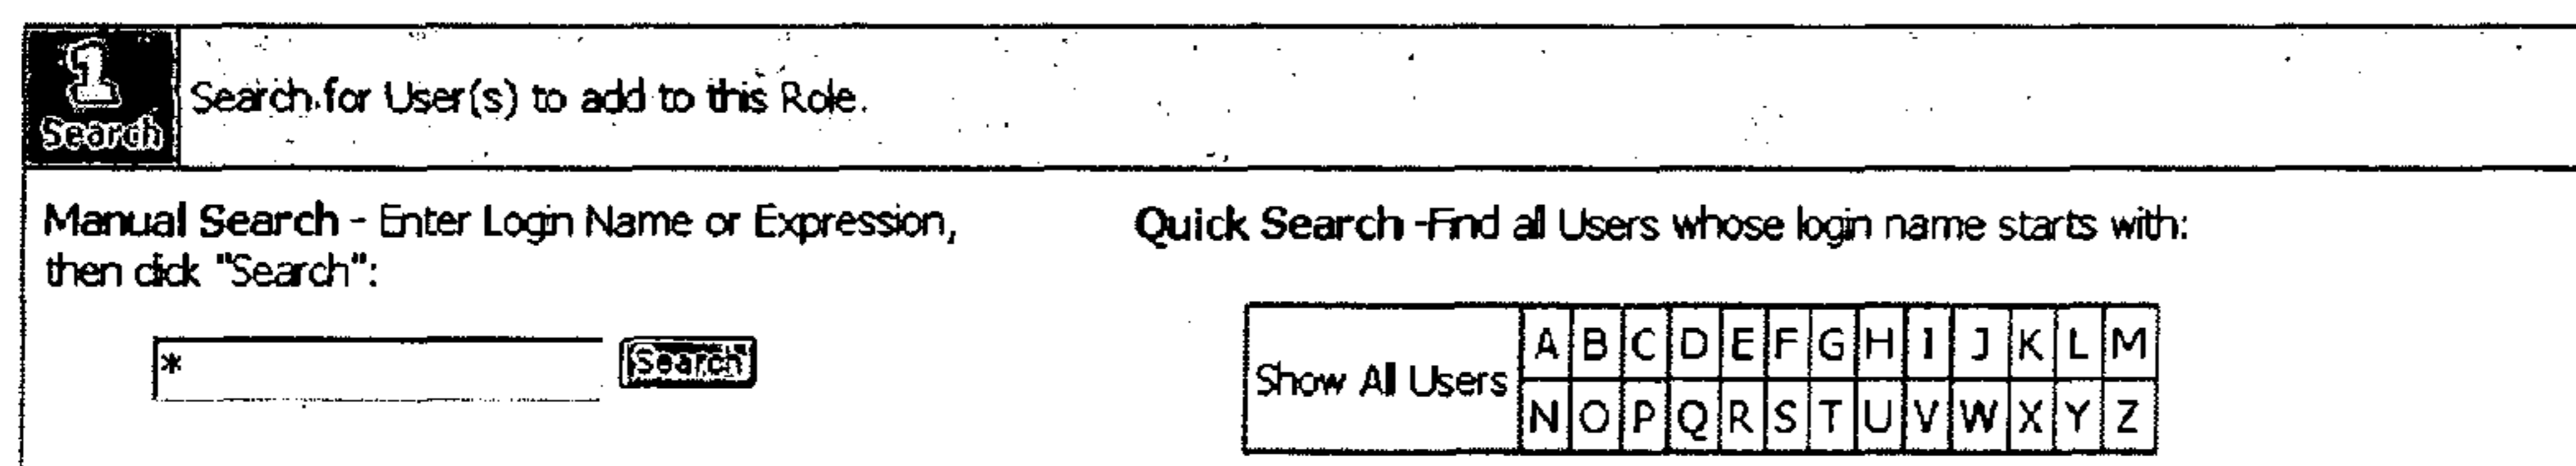 1
Search
Search for User(s) to add to this Role.
Manual Search - Enter Login Name or Expression,
then click "Search":
* Search
Quick Search -Find all Users whose login name starts with:
Show All Users
A B C D E F G H I J K L M
N O P Q R S T U V W X Y Z